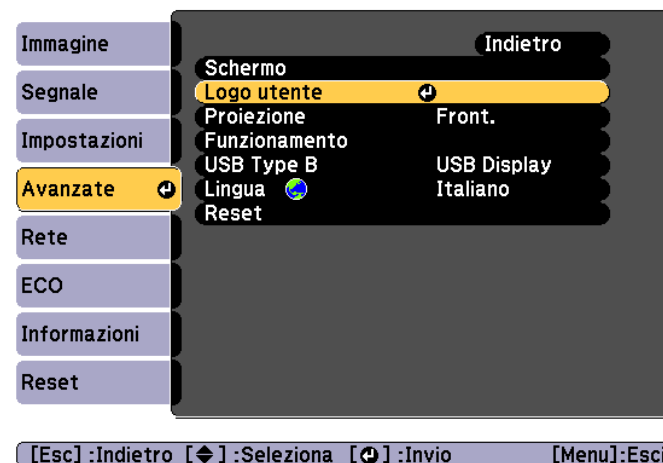 Immagine
Segnale
Impostazioni
Avanzate
Rete
ECO
Informazioni
Reset
Indietro
Schermo
Logo utente
Proiezione Front.
Funzionamento
USB Type B USB Display
Lingua Italiano
Reset
[Esc] :Indietro [◆] :Seleziona [↵] :Invio [Menu]:Esci